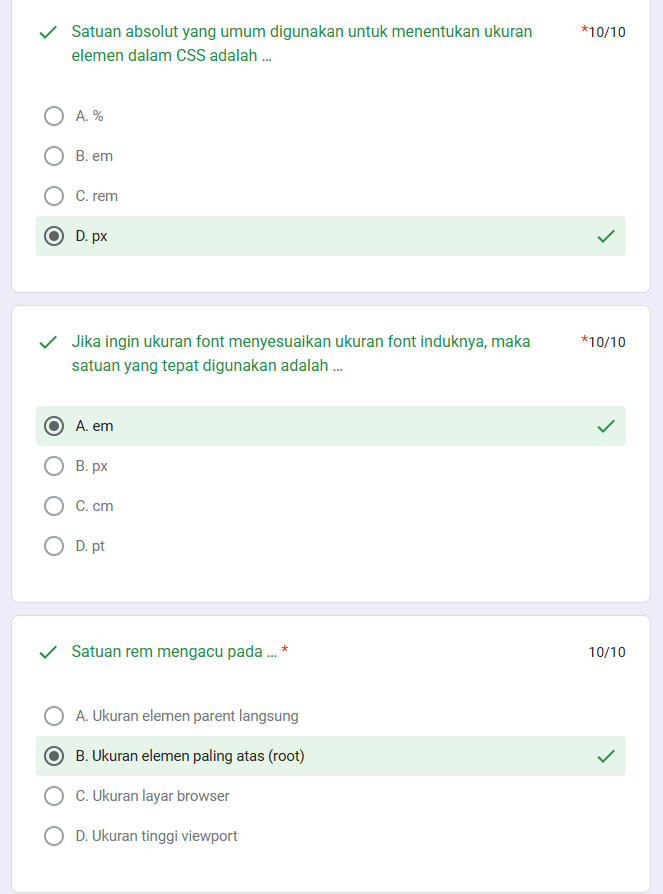 Satuan absolut yang umum digunakan untuk menentukan ukuran *10/10
elemen dalam CSS adalah ...
A. %
B. em
C. rem
D. px
Jika ingin ukuran font menyesuaikan ukuran font induknya, maka *10/10
satuan yang tepat digunakan adalah ...
A. em
B. px
C. cm
D. pt
Satuan rem mengacu pada ... * 10/10
A. Ukuran elemen parent langsung
B. Ukuran elemen paling atas (root)
C. Ukuran layar browser
D. Ukuran tinggi viewport